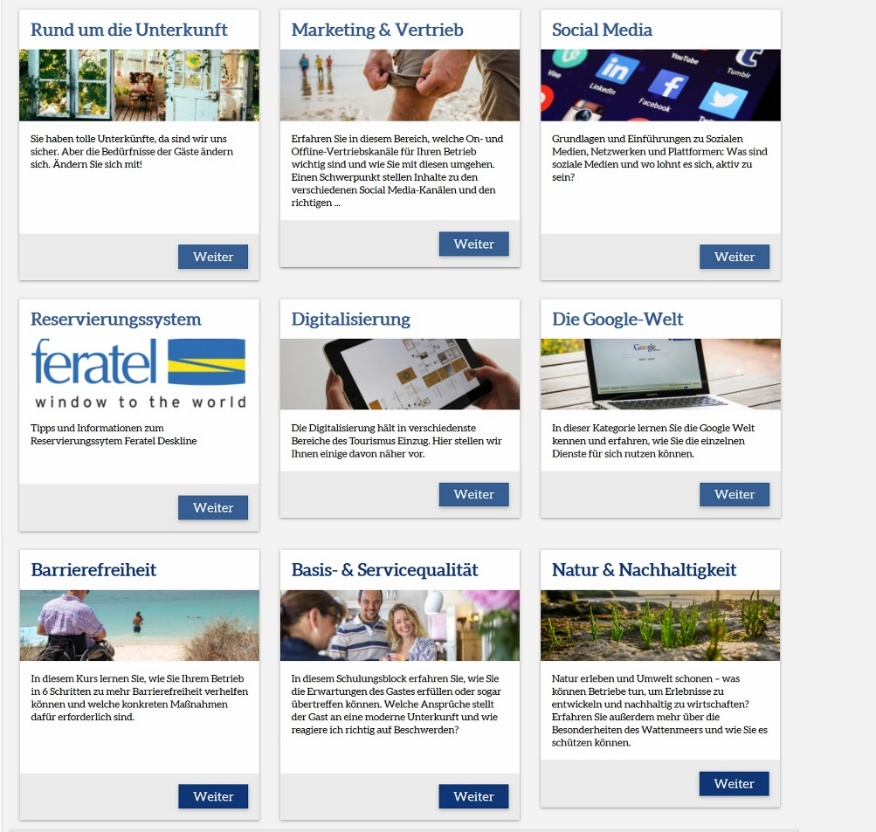 Rund um die Unterkunft
Sie haben tolle Unterkünfte, da sind wir uns
sicher. Aber die Bedürfnisse der Gäste ändern
sich. Ändern Sie sich mit!
Weiter
Marketing & Vertrieb
Erfahren Sie in diesem Bereich, welche On- und
Offline-Vertriebskanäle für Ihren Betrieb
wichtig sind und wie Sie mit diesen umgehen.
Einen Schwerpunkt stellen Inhalte zu den
verschiedenen Social Media-Kanälen und den
richtigen ...
Weiter
Social Media
YouTube
Tumblr
Vine
LinkedIn
Facebook
Twitter
Grundlagen und Einführungen zu Sozialen
Medien, Netzwerken und Plattformen: Was sind
soziale Medien und wo lohnt es sich, aktiv zu
sein?
Weiter
Reservierungssystem
feratel
window to the world
Tipps und Informationen zum
Reservierungssytem Feratel Deskline
Weiter
Digitalisierung
Die Digitalisierung hält in verschiedenste
Bereiche des Tourismus Einzug. Hier stellen wir
Ihnen einige davon näher vor.
Weiter
Die Google-Welt
Google
In dieser Kategorie lernen Sie die Google Welt
kennen und erfahren, wie Sie die einzelnen
Dienste für sich nutzen können.
Weiter
Barrierefreiheit
In diesem Kurs lernen Sie, wie Sie Ihrem Betrieb
in 6 Schritten zu mehr Barrierefreiheit verhelfen
können und welche konkreten Maßnahmen
dafür erforderlich sind.
Weiter
Basis- & Servicequalität
In diesem Schulungsblock erfahren Sie, wie Sie
die Erwartungen des Gastes erfüllen oder sogar
übertreffen können. Welche Ansprüche stellt
der Gast an eine moderne Unterkunft und wie
reagiere ich richtig auf Beschwerden?
Weiter
Natur & Nachhaltigkeit
Natur erleben und Umwelt schonen – was
können Betriebe tun, um Erlebnisse zu
entwickeln und nachhaltig zu wirtschaften?
Erfahren Sie außerdem mehr über die
Besonderheiten des Wattenmeers und wie Sie es
schützen können.
Weiter